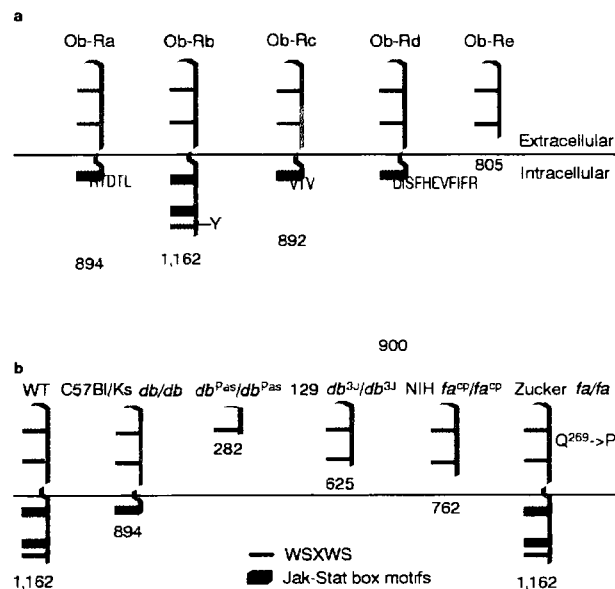 a
Ob-Ra Ob-Rb Ob-Rc Ob-Rd Ob-Re
Extracellular
805
Intracellular
RTDTL VTV DISFHEVFIFR
Y
894 1,162 892
900
b
WT C57Bl/Ks db/db db^Pas/db^Pas 129 db^3J/db^3J NIH fa^cp/fa^cp Zucker fa/fa
Q^269->P
282
625
762
894
WSXWS
Jak-Stat box motifs
1,162 1,162